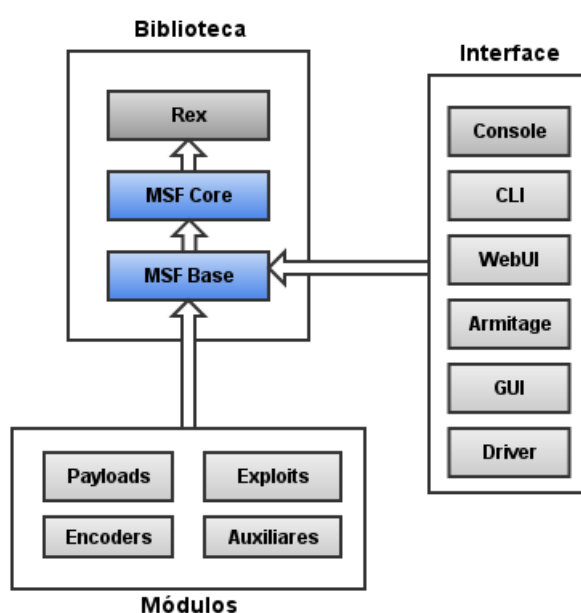 Biblioteca
Rex
MSF Core
MSF Base
Interface
Console
CLI
WebUI
Armitage
GUI
Driver
Payloads
Exploits
Encoders
Auxiliares
Módulos